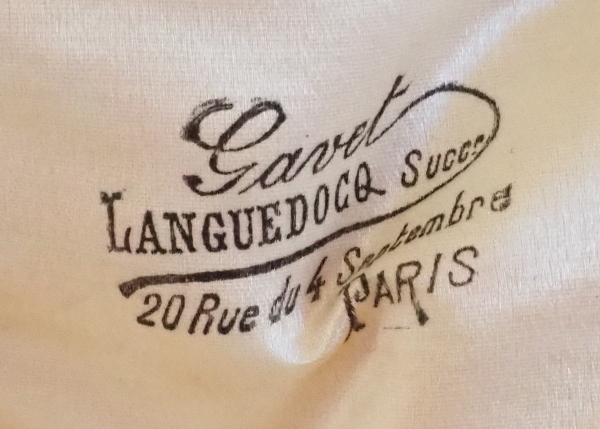 Gavet
LANGUEDOCQ Succr
20 Rue du 4 Septembre
PARIS